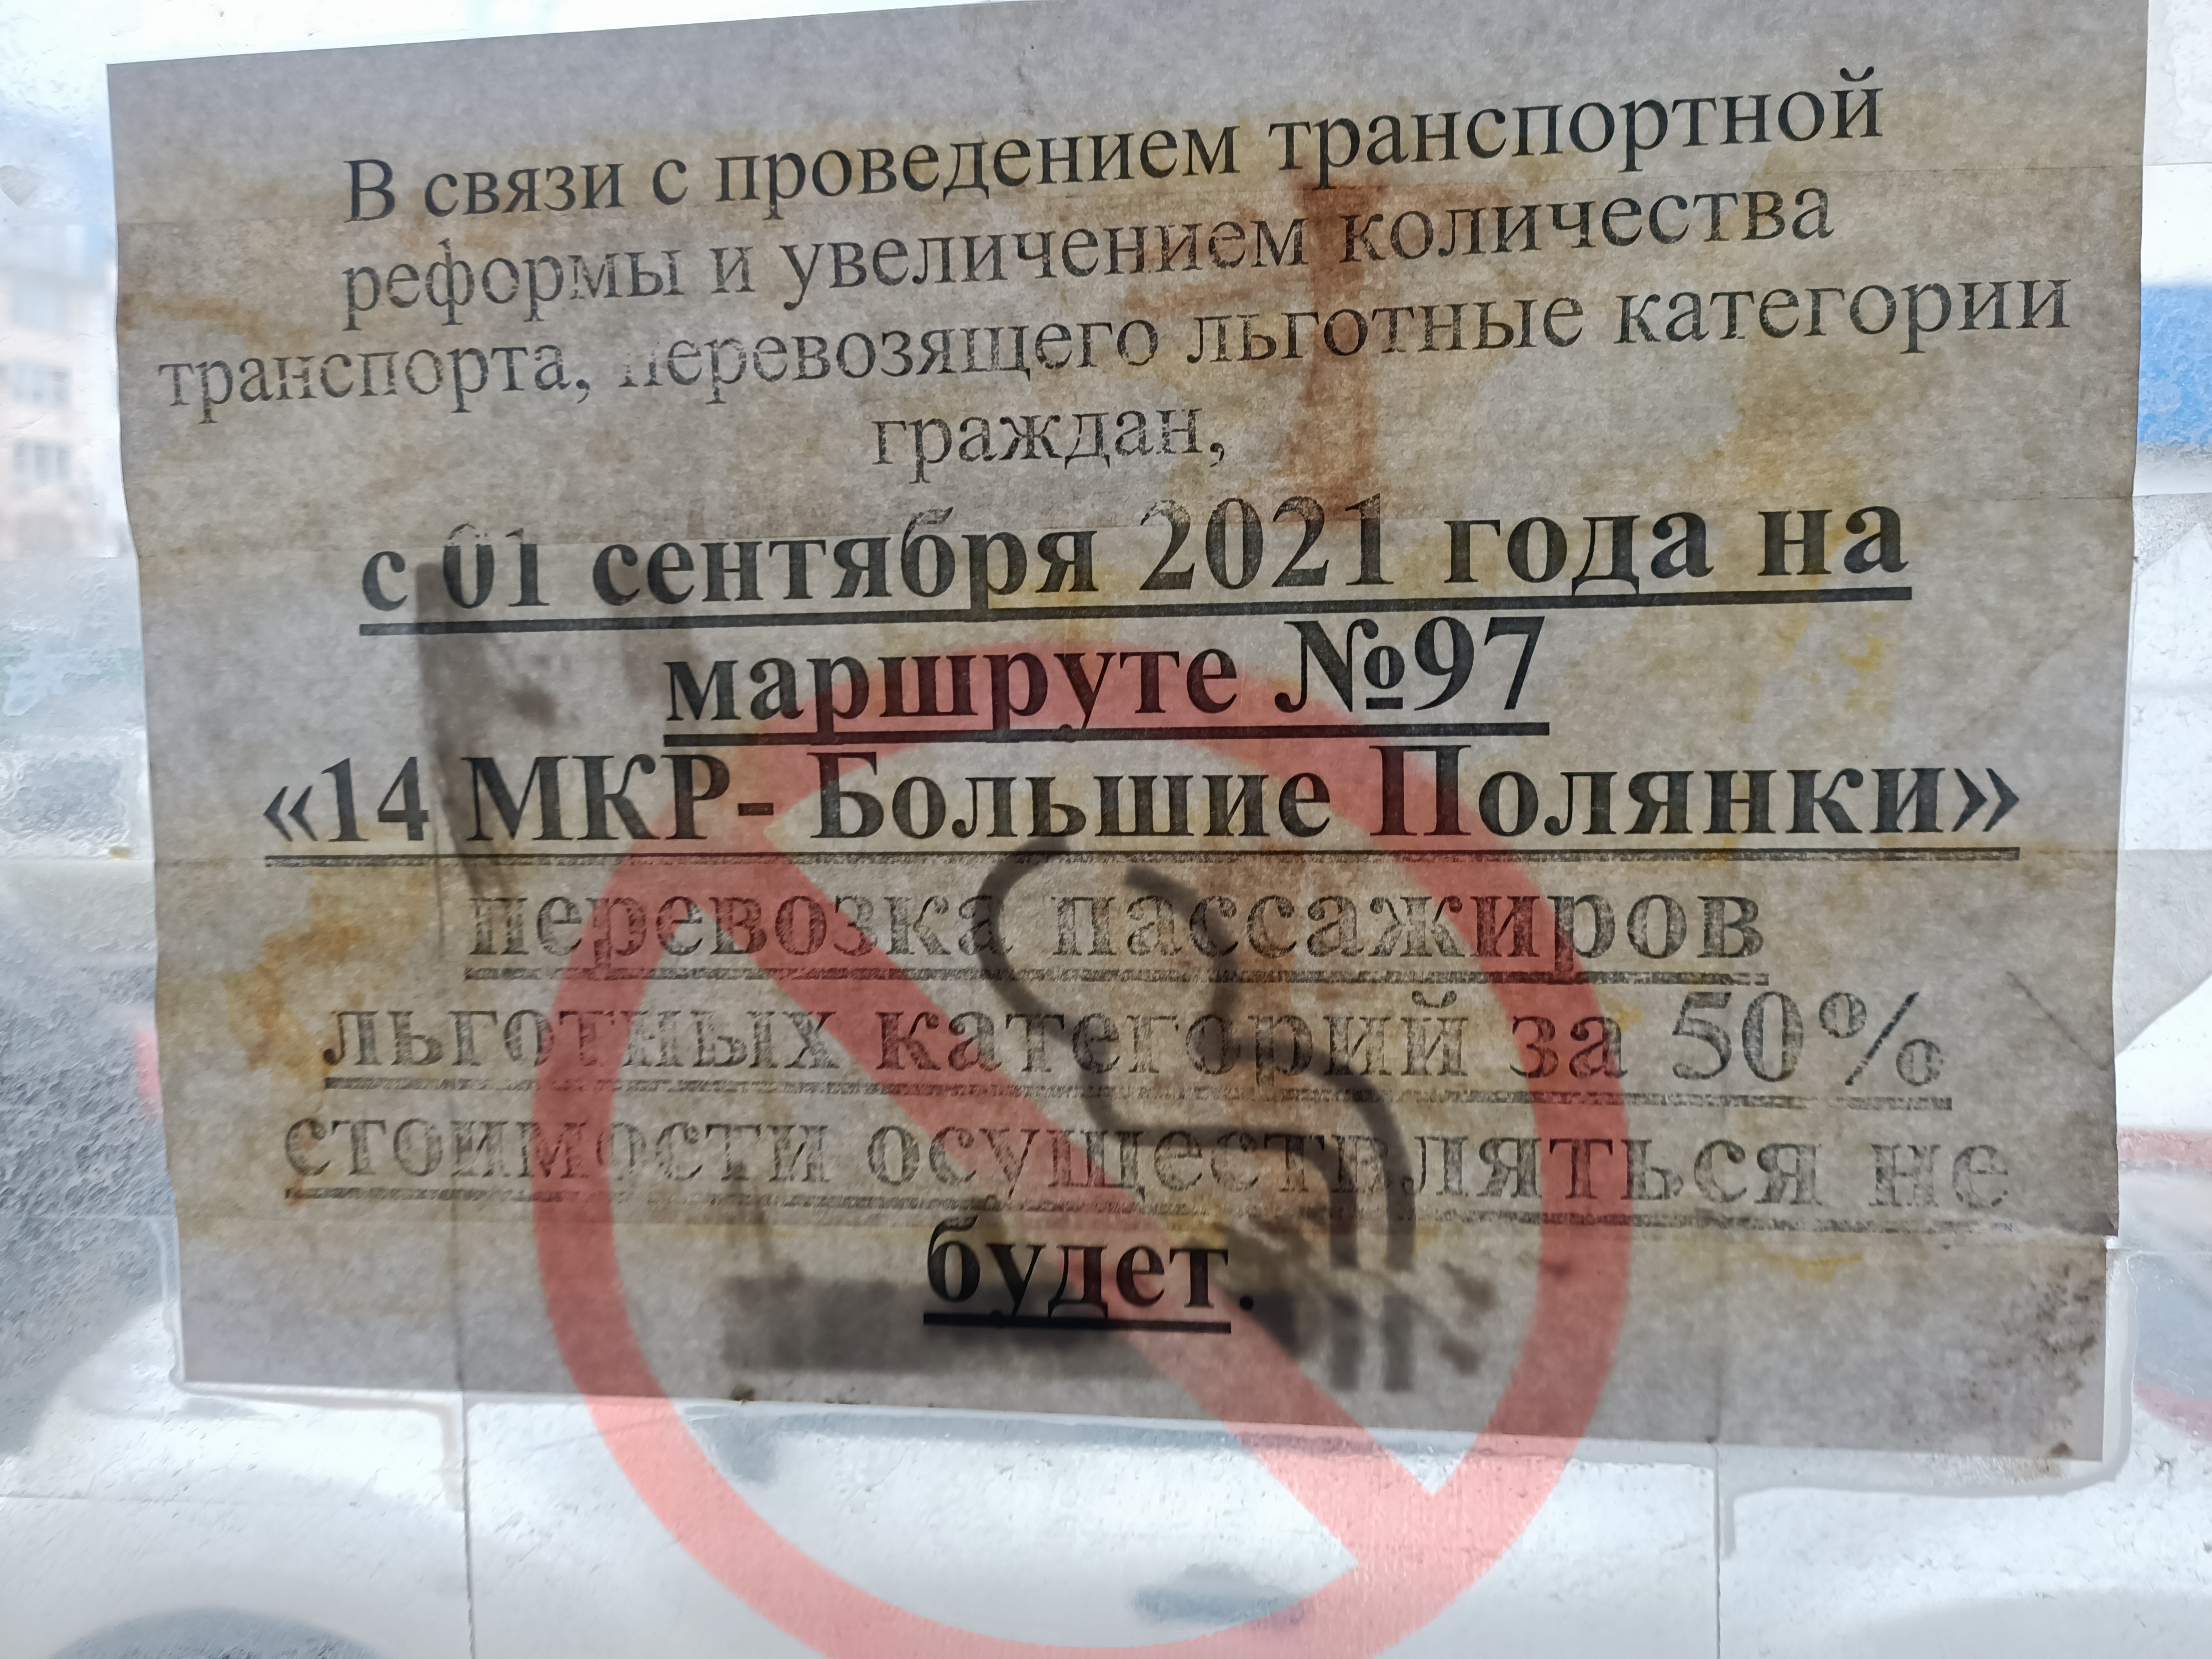 В связи с проведением транспортной
реформы и увеличением количества
транспорта, перевозящего льготные категории
граждан,
с 01 сентября 2021 года на
маршруте №97
«14 МКР- Большие Полянки»
перевозка пассажиров
льготных категорий за 50%
стоимости осуществляться не
будет.